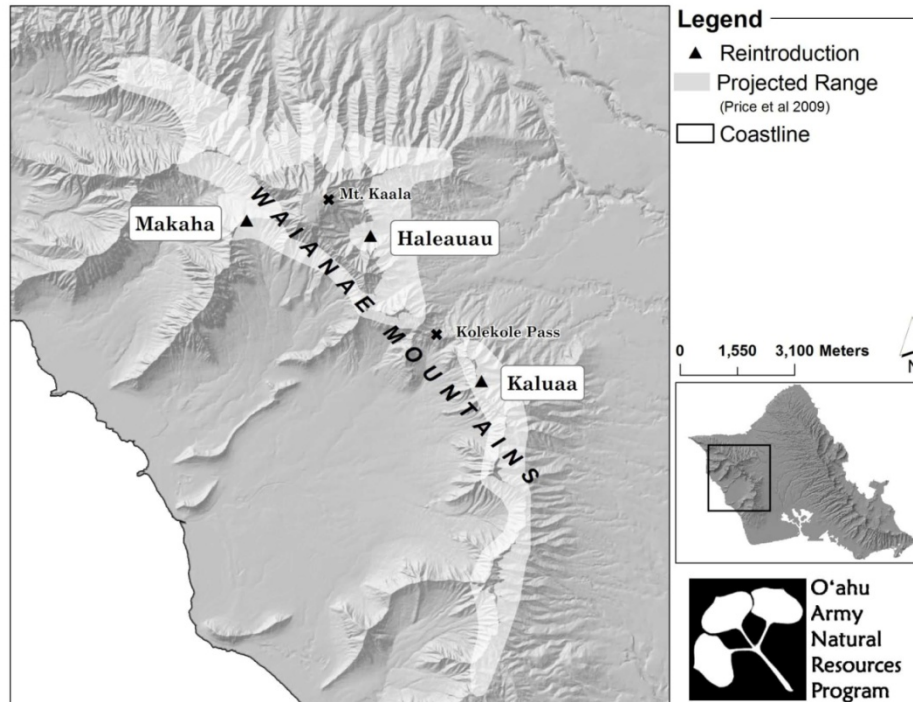 Mt. Kaala
Makaha
Haleauau
WAIANAE MOUNTAINS
Kolekole Pass
Kaluaa
Legend
Reintroduction
Projected Range
(Price et al 2009)
Coastline
0 1,550 3,100 Meters
N
Oʻahu
Army
Natural
Resources
Program